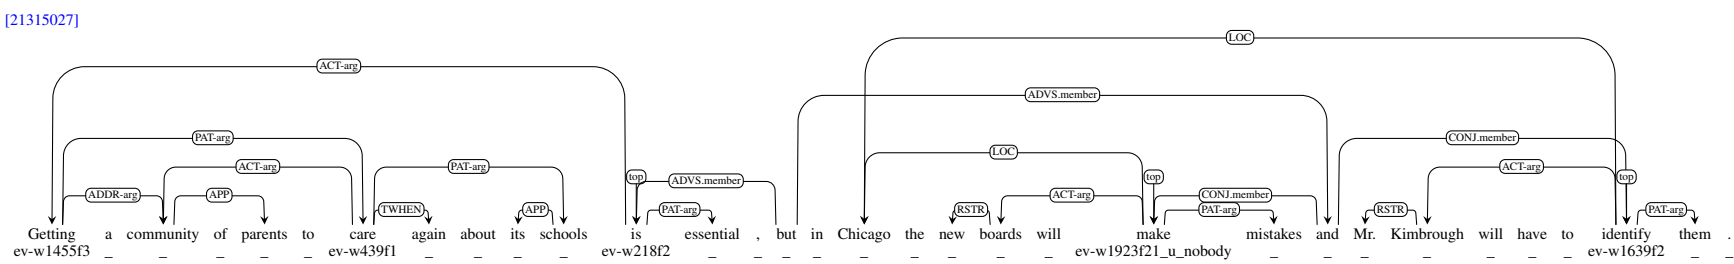 [21315027]
LOC
ACT-arg
ADVS.member
PAT-arg CONJ.member
LOC
ACT-arg PAT-arg ACT-arg
top ADVS.member top top
ADDR-arg APP ACT-arg CONJ.member
TWHEN APP PAT-arg RSTR PAT-arg RSTR PAT-arg
Getting a community of parents to care again about its schools is essential , but in Chicago the new boards will make mistakes and Mr. Kimbrough will have to identify them .
ev-w1455f3 _ _ _ _ _ ev-w439f1 _ _ _ _ ev-w218f2 _ _ _ _ _ _ _ _ _ ev-w1923f21_u_nobody _ _ _ _ _ _ _ ev-w1639f2 _ _